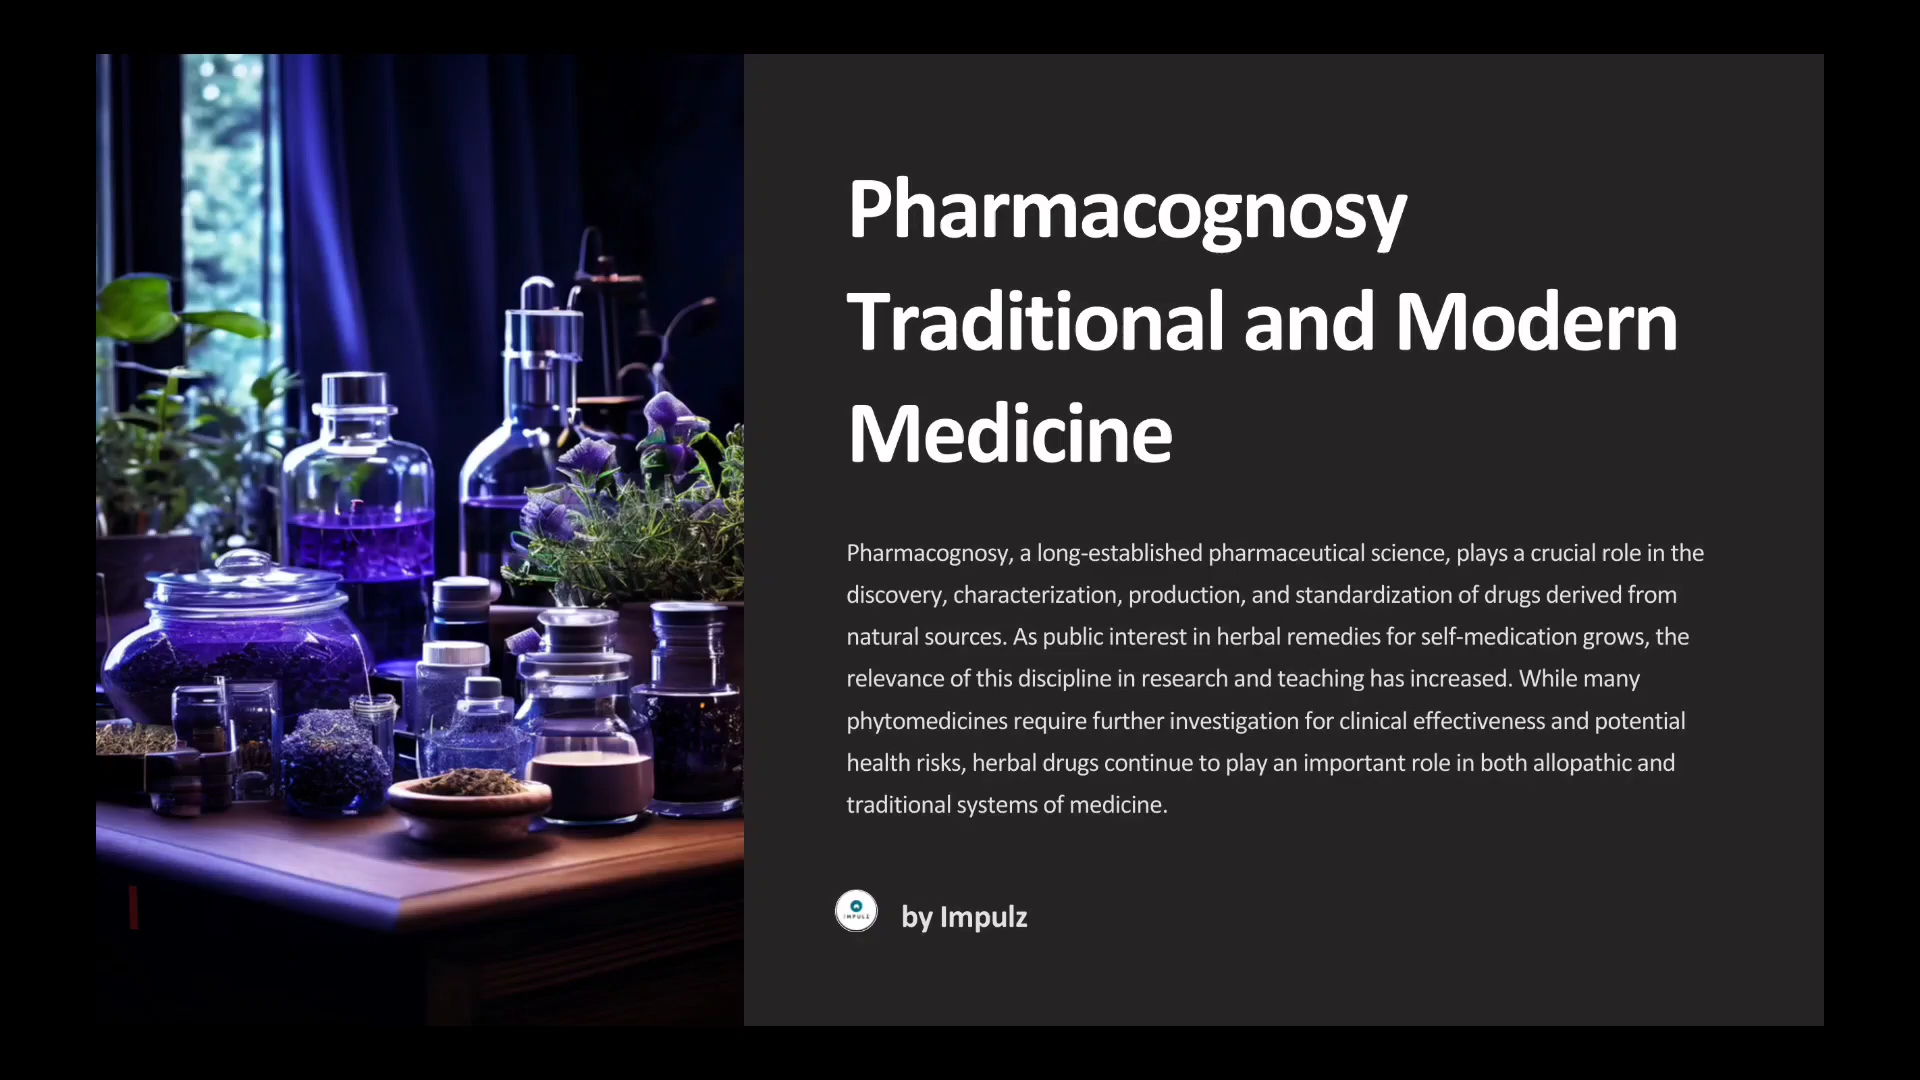 Pharmacognosy
Traditional and Modern
Medicine
Pharmacognosy, a long-established pharmaceutical science, plays a crucial role in the
discovery, characterization, production, and standardization of drugs derived from
natural sources. As public interest in herbal remedies for self-medication grows, the
relevance of this discipline in research and teaching has increased. While many
phytomedicines require further investigation for clinical effectiveness and potential
health risks, herbal drugs continue to play an important role in both allopathic and
traditional systems of medicine.
IMPULZ
by Impulz